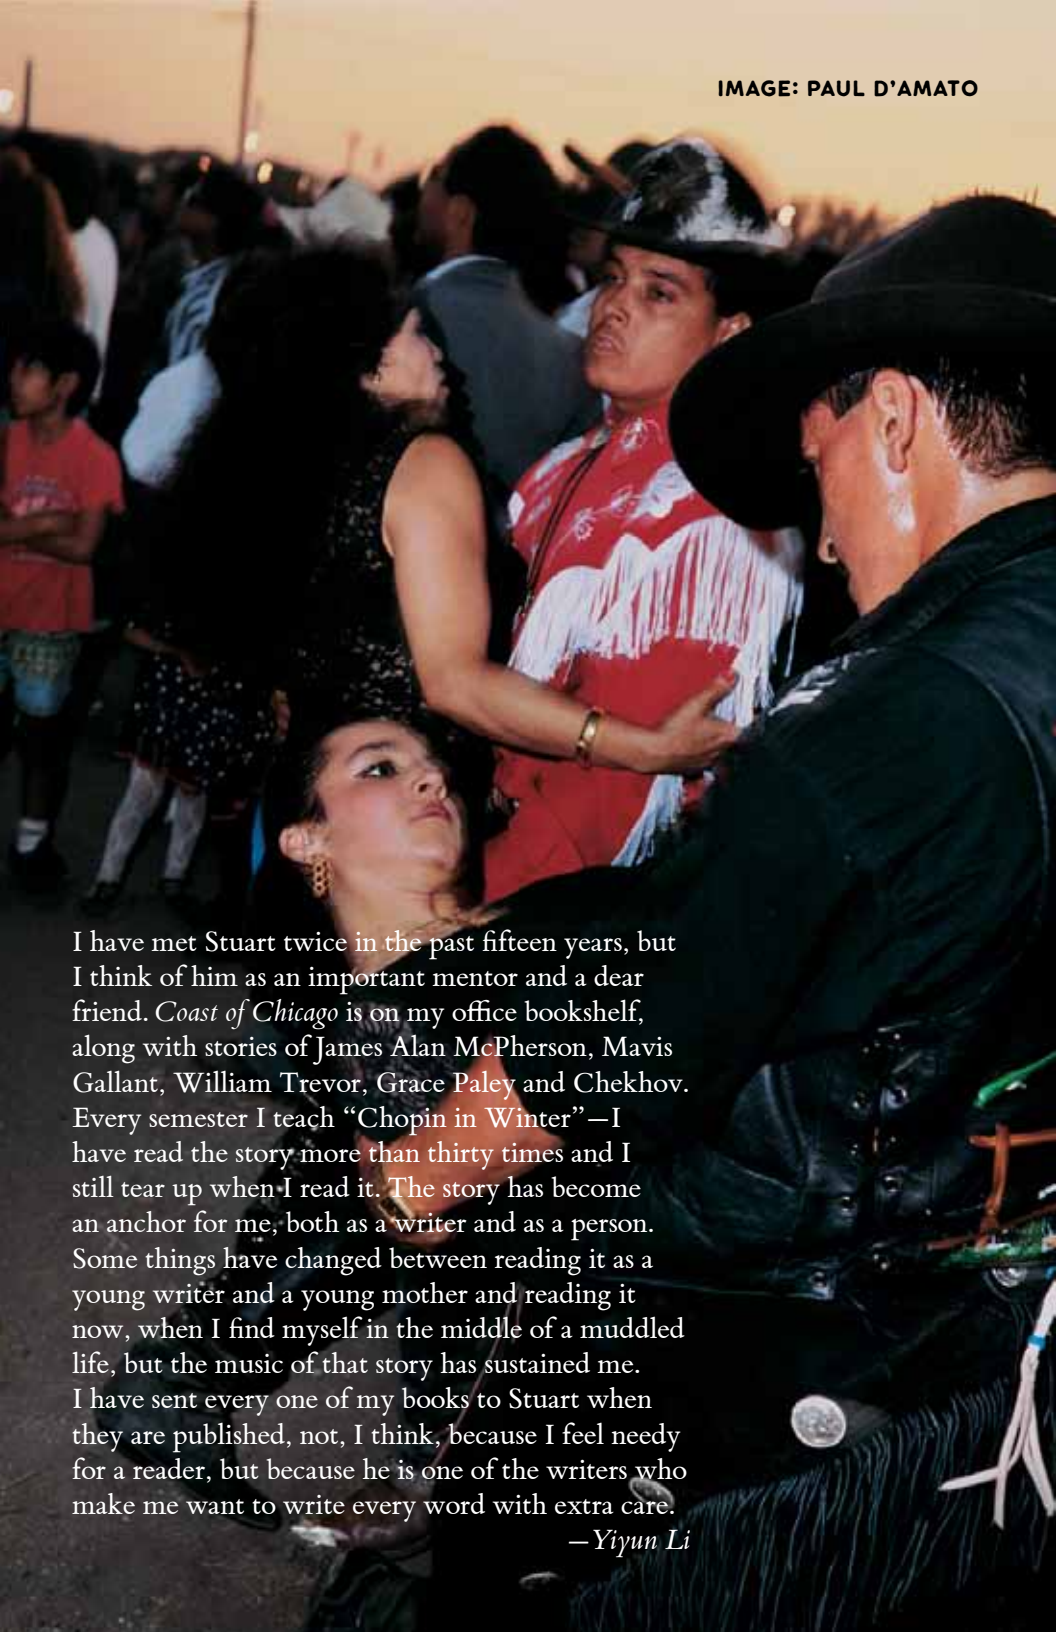 IMAGE: PAUL D'AMATO
I have met Stuart twice in the past fifteen years, but
I think of him as an important mentor and a dear
friend. Coast of Chicago is on my office bookshelf,
along with stories of James Alan McPherson, Mavis
Gallant, William Trevor, Grace Paley and Chekhov.
Every semester I teach “Chopin in Winter”—I
have read the story more than thirty times and I
still tear up when I read it. The story has become
an anchor for me, both as a writer and as a person.
Some things have changed between reading it as a
young writer and a young mother and reading it
now, when I find myself in the middle of a muddled
life, but the music of that story has sustained me.
I have sent every one of my books to Stuart when
they are published, not, I think, because I feel needy
for a reader, but because he is one of the writers who
make me want to write every word with extra care.
—Yiyun Li